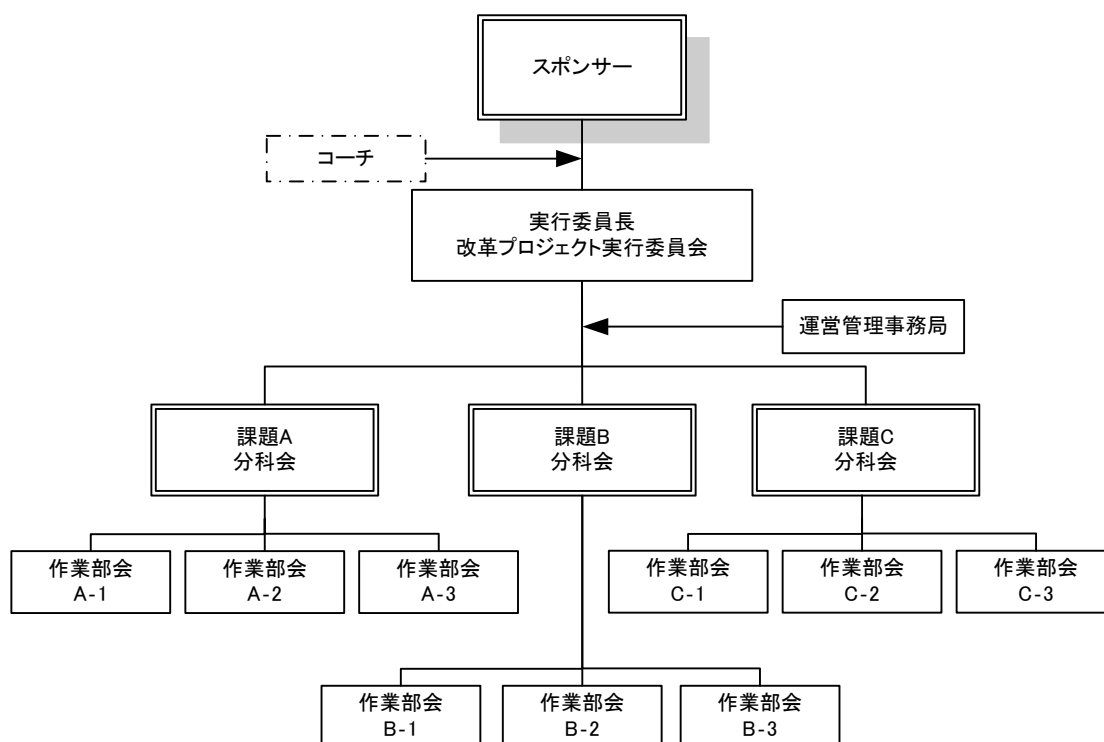 スポンサー
コーチ
実行委員長
改革プロジェクト実行委員会
運営管理事務局
課題A
分科会
課題B
分科会
課題C
分科会
作業部会
A-1
作業部会
A-2
作業部会
A-3
作業部会
C-1
作業部会
C-2
作業部会
C-3
作業部会
B-1
作業部会
B-2
作業部会
B-3